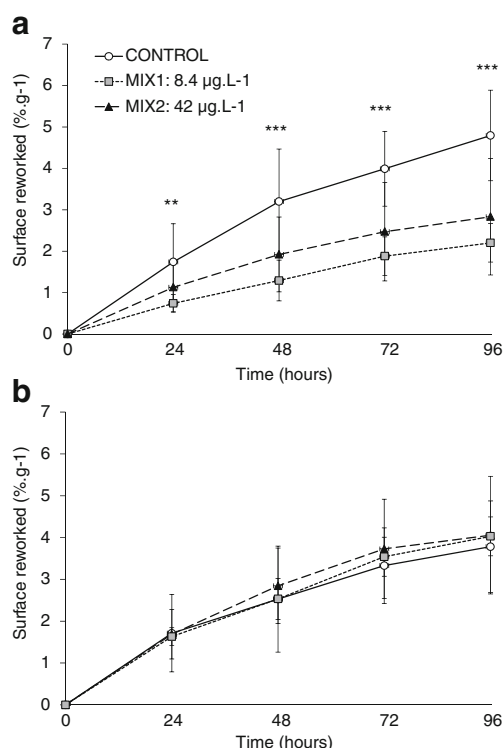 a
7
CONTROL
MIX1: 8.4 µg.L-1
MIX2: 42 µg.L-1
6
5
4
3
2
1
0
Surface reworked (%.g-1)
**
***
***
***
0 24 48 72 96
Time (hours)
b
7
6
5
4
3
2
1
0
Surface reworked (%.g-1)
0 24 48 72 96
Time (hours)